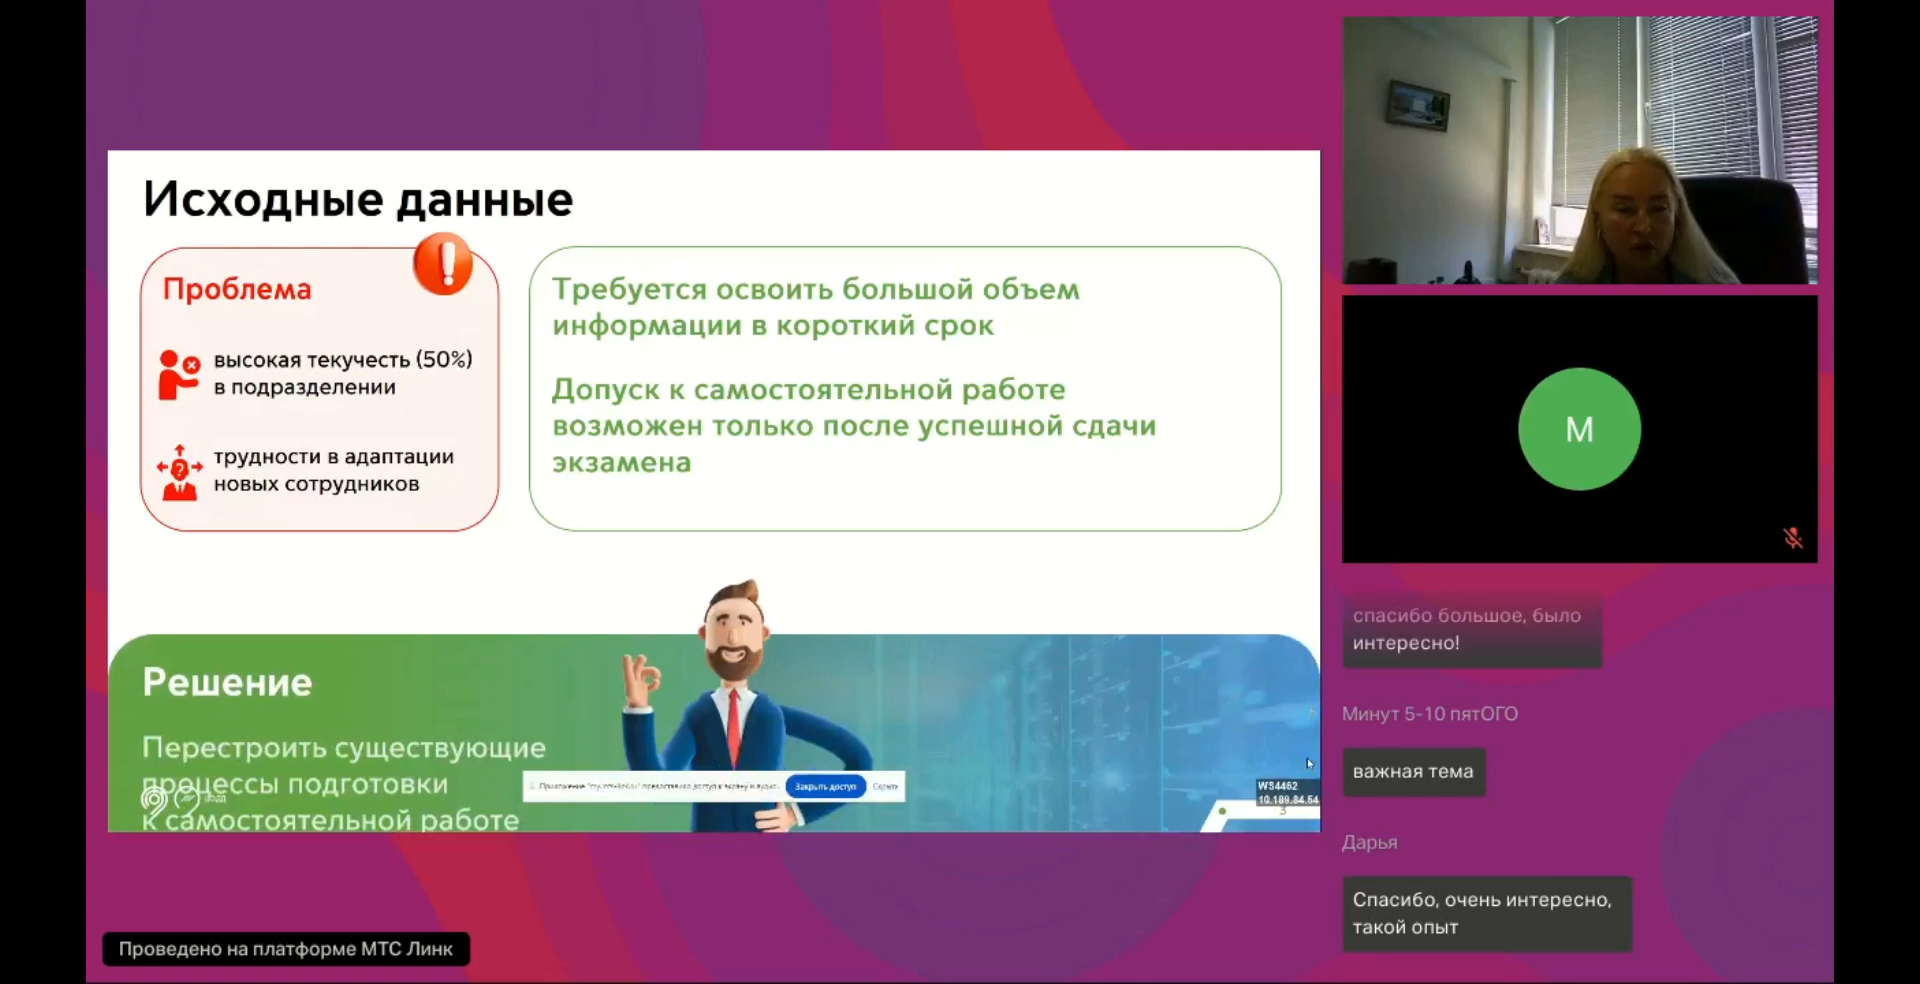 Исходные данные
Проблема
высокая текучесть (50%)
в подразделении
трудности в адаптации
новых сотрудников
Требуется освоить большой объем
информации в короткий срок
Допуск к самостоятельной работе
возможен только после успешной сдачи
экзамена
Решение
Перестроить существующие
процессы подготовки
к самостоятельной работе
Закрыть доступ
Скрыть
WS4462
10.189.84.54
3
М
спасибо большое, было
интересно!
Минут 5-10 пятОГО
важная тема
Дарья
Спасибо, очень интересно,
такой опыт
Проведено на платформе МТС Линк